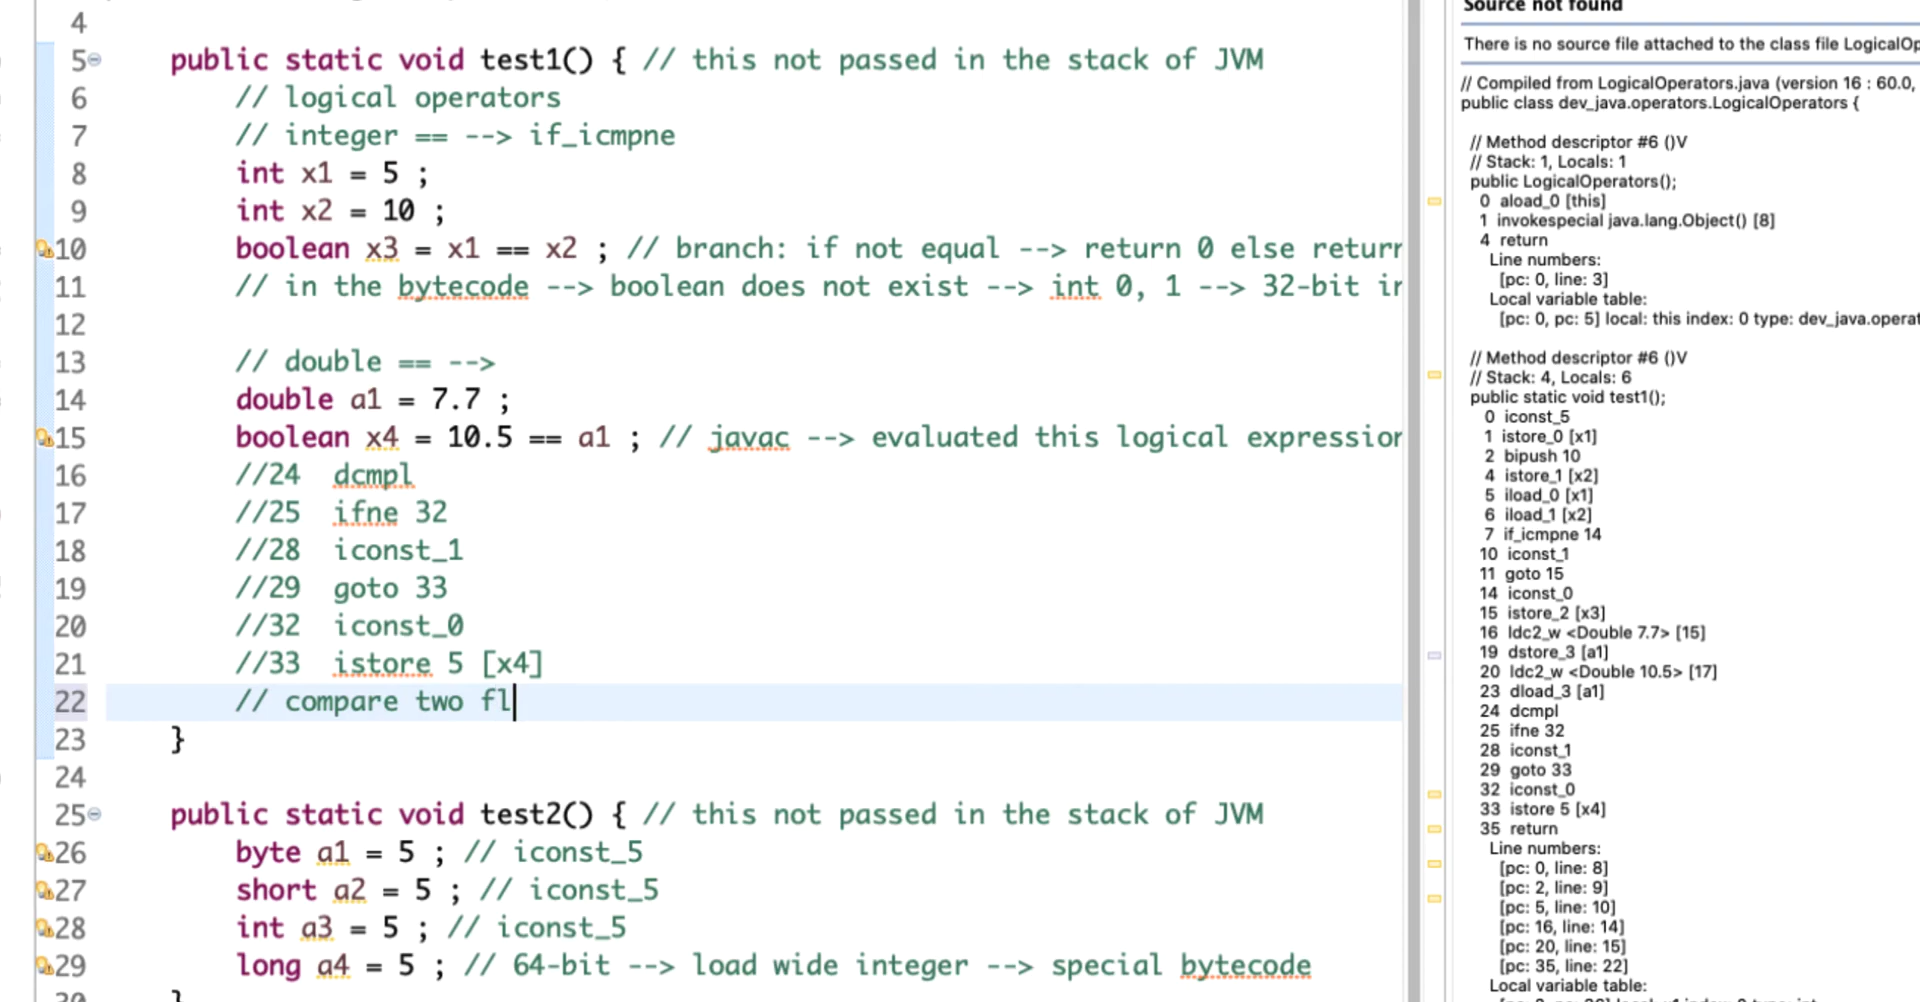 4
5 public static void test1() { // this not passed in the stack of JVM
6 // logical operators
7 // integer == --> if_icmpne
8 int x1 = 5 ;
9 int x2 = 10 ;
10 boolean x3 = x1 == x2 ; // branch: if not equal --> return 0 else return
11 // in the bytecode --> boolean does not exist --> int 0, 1 --> 32-bit
12
13 // double == -->
14 double a1 = 7.7 ;
15 boolean x4 = 10.5 == a1 ; // javac --> evaluated this logical expression
16 //24 dcmpl
17 //25 ifne 32
18 //28 iconst_1
19 //29 goto 33
20 //32 iconst_0
21 //33 istore 5 [x4]
22 // compare two fl
23 }
24
25 public static void test2() { // this not passed in the stack of JVM
26 byte a1 = 5 ; // iconst_5
27 short a2 = 5 ; // iconst_5
28 int a3 = 5 ; // iconst_5
29 long a4 = 5 ; // 64-bit --> load wide integer --> special bytecode
30 }
Source not found
There is no source file attached to the class file LogicalOp
// Compiled from LogicalOperators.java (version 16 : 60.0,
public class dev_java.operators.LogicalOperators {
// Method descriptor #6 ()V
// Stack: 1, Locals: 1
public LogicalOperators();
0 aload_0 [this]
1 invokespecial java.lang.Object() [8]
4 return
Line numbers:
[pc: 0, line: 3]
Local variable table:
[pc: 0, pc: 5] local: this index: 0 type: dev_java.operat
// Method descriptor #6 ()V
// Stack: 4, Locals: 6
public static void test1();
0 iconst_5
1 istore_0 [x1]
2 bipush 10
4 istore_1 [x2]
5 iload_0 [x1]
6 iload_1 [x2]
7 if_icmpne 14
10 iconst_1
11 goto 15
14 iconst_0
15 istore_2 [x3]
16 ldc2_w <Double 7.7> [15]
19 dstore_3 [a1]
20 ldc2_w <Double 10.5> [17]
23 dload_3 [a1]
24 dcmpl
25 ifne 32
28 iconst_1
29 goto 33
32 iconst_0
33 istore 5 [x4]
35 return
Line numbers:
[pc: 0, line: 8]
[pc: 2, line: 9]
[pc: 5, line: 10]
[pc: 16, line: 14]
[pc: 20, line: 15]
[pc: 35, line: 22]
Local variable table: